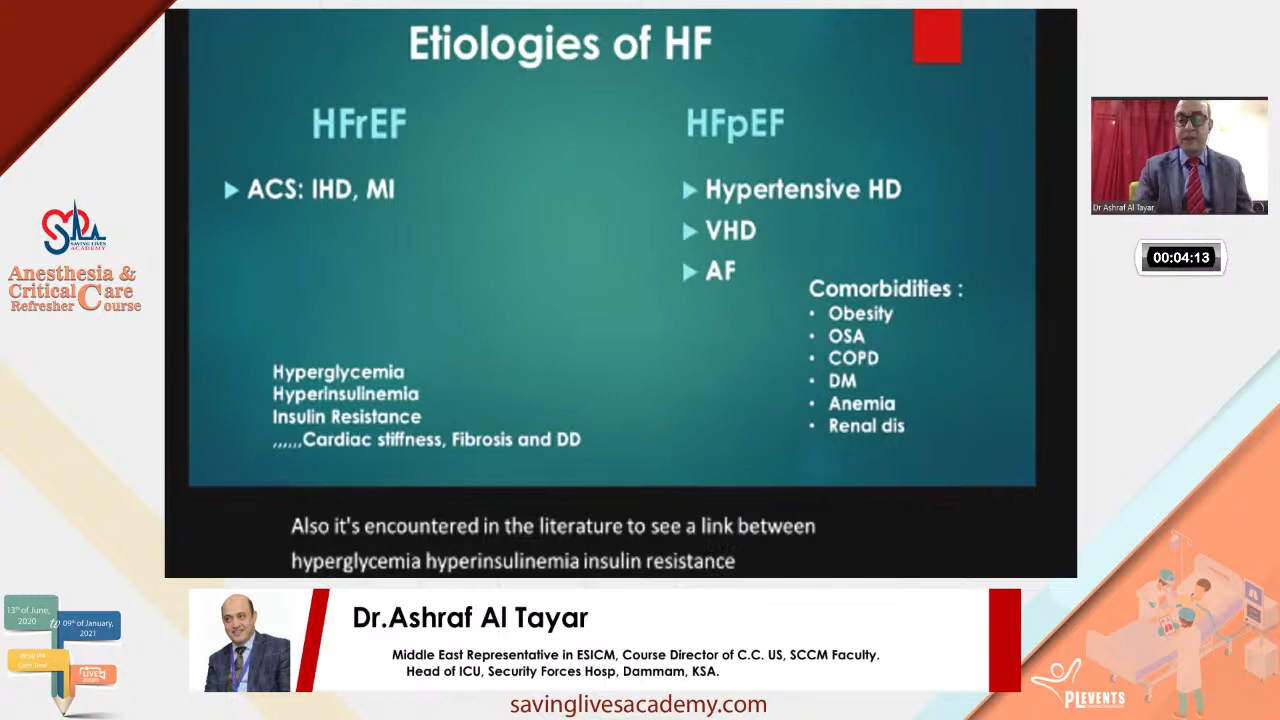 Etiologies of HF
HFrEF
ACS: IHD, MI
HFpEF
Hypertensive HD
VHD
AF
Comorbidities :
• Obesity
• OSA
• COPD
• DM
• Anemia
• Renal dis
Hyperglycemia
Hyperinsulinemia
Insulin Resistance
,,,,,,Cardiac stiffness, Fibrosis and DD
Also it's encountered in the literature to see a link between
hyperglycemia hyperinsulinemia insulin resistance
Dr Ashraf Al Tayar
00:04:13
SAVING LIVES
ACADEMY
Anesthesia &
Critical Care
Refresher Course
13th of June,
2020
to
09th of January,
2021
LIVE
ZOOM
Dr.Ashraf Al Tayar
Middle East Representative in ESICM, Course Director of C.C. US, SCCM Faculty.
Head of ICU, Security Forces Hosp, Dammam, KSA.
savinglivesacademy.com
PLEVENTS